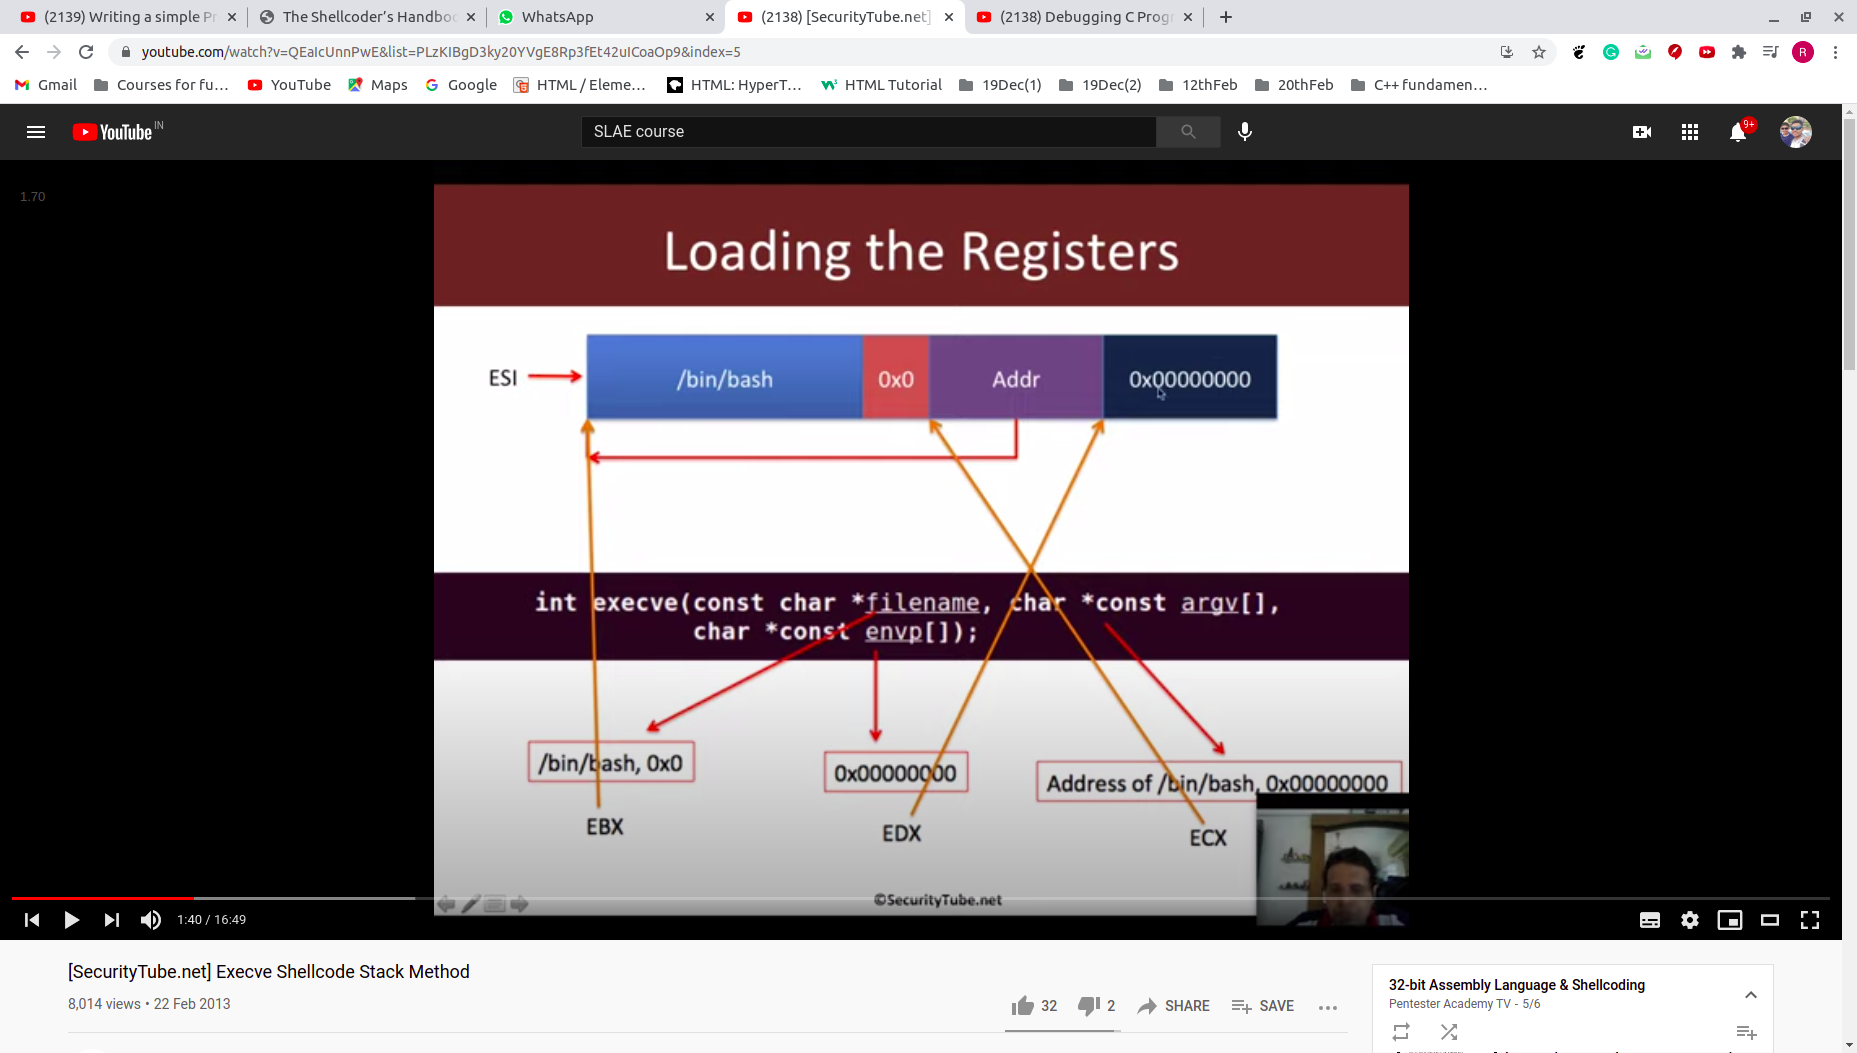 (2139) Writing a simple Pr
The Shellcoder's Handboo
WhatsApp
(2138) [SecurityTube.net]
(2138) Debugging C Prog
youtube.com/watch?v=QEaIcUnnPwE&list=PLzKIBgD3ky20YVgE8Rp3fEt42uICoaOp9&index=5
R
Gmail
Courses for fu…
YouTube
Maps
Google
HTML / Eleme…
HTML: HyperT…
HTML Tutorial
19Dec(1)
19Dec(2)
12thFeb
20thFeb
C++ fundamen…
YouTube IN
SLAE course
9+
1.70
Loading the Registers
ESI
/bin/bash
0x0
Addr
0x00000000
int execve(const char *filename, char *const argv[],
char *const envp[]);
/bin/bash, 0x0
0x00000000
Address of /bin/bash, 0x00000000
EBX
EDX
ECX
©SecurityTube.net
1:40 / 16:49
[SecurityTube.net] Execve Shellcode Stack Method
8,014 views • 22 Feb 2013
32
2
SHARE
SAVE
32-bit Assembly Language & Shellcoding
Pentester Academy TV - 5/6